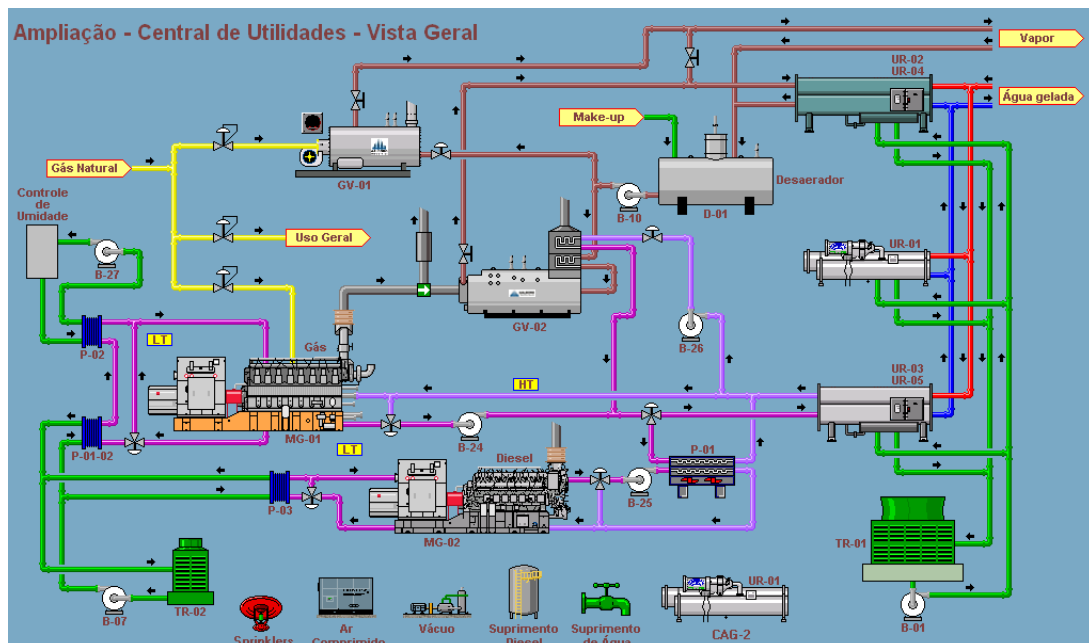 Ampliação - Central de Utilidades - Vista Geral
Vapor
UR-02
UR-04
Água gelada
Make-up
GV-01
Gás Natural
Desaerador
B-10
D-01
Controle
de
Umidade
Uso Geral
UR-01
B-27
GV-02
B-26
P-02
LT
Gás
HT
UR-03
UR-05
MG-01
B-24
P-01-02
LT
Diesel
P-01
P-03
B-25
MG-02
TR-01
TR-02
B-07
B-01
UR-01
CAG-2
Sprinklers
Ar
Comprimido
Vácuo
Suprimento
Diesel
Suprimento
de Água